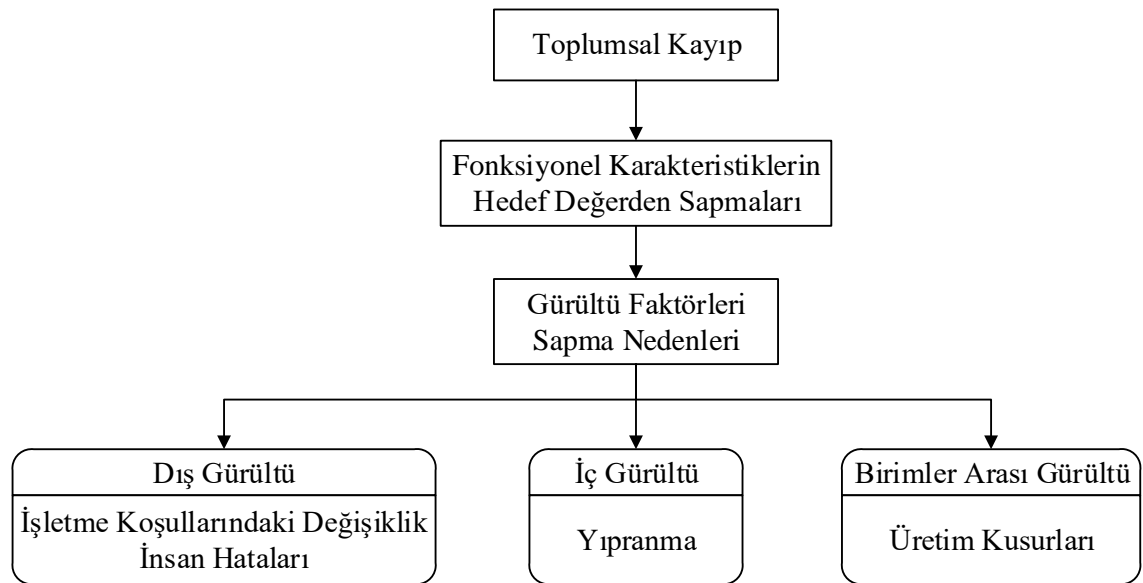 Toplumsal Kayıp
Fonksiyonel Karakteristiklerin
Hedef Değerden Sapmaları
Gürültü Faktörleri
Sapma Nedenleri
Dış Gürültü
İşletme Koşullarındaki Değişiklik
İnsan Hataları
İç Gürültü
Yıpranma
Birimler Arası Gürültü
Üretim Kusurları